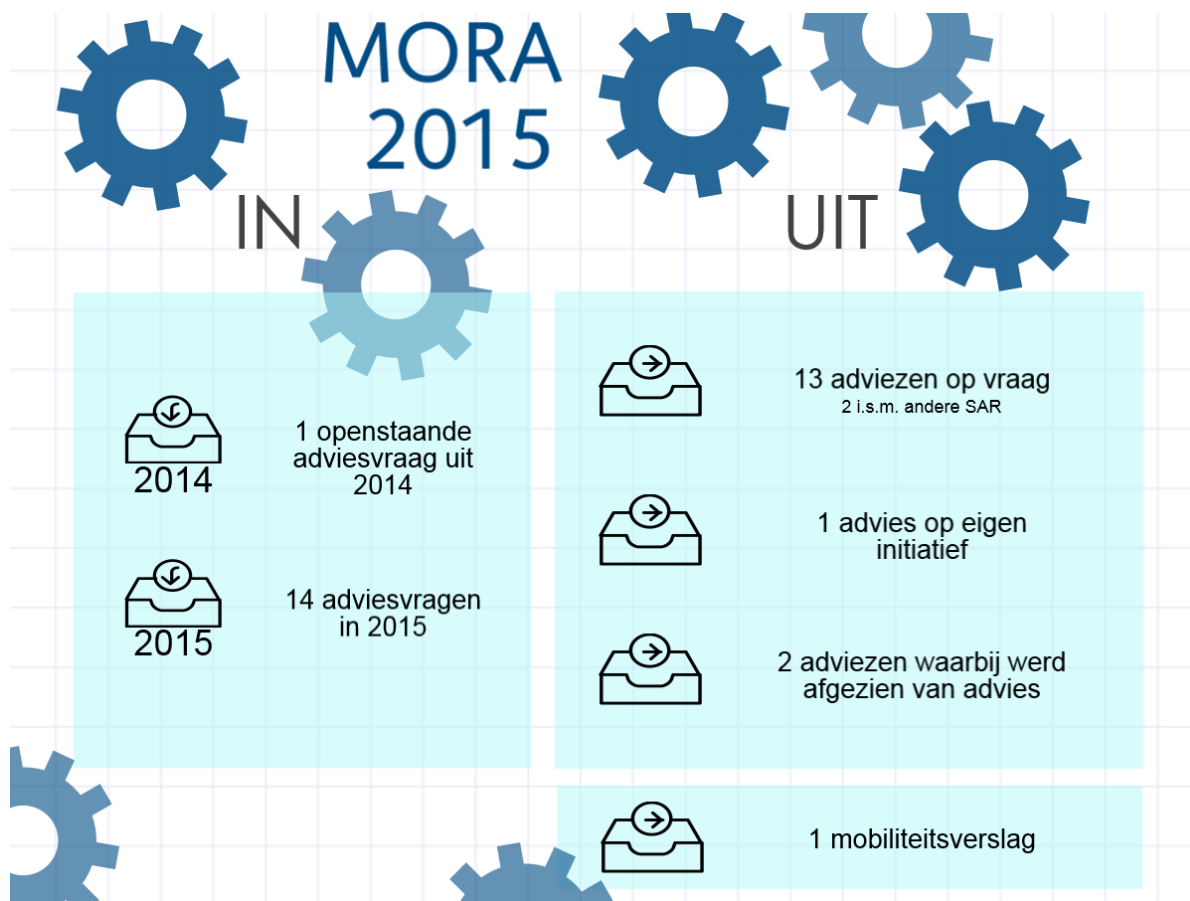 MORA
2015
IN
UIT
2014
1 openstaande
adviesvraag uit
2014
2015
14 adviesvragen
in 2015
13 adviezen op vraag
2 i.s.m. andere SAR
1 advies op eigen
initiatief
2 adviezen waarbij werd
afgezien van advies
1 mobiliteitsverslag